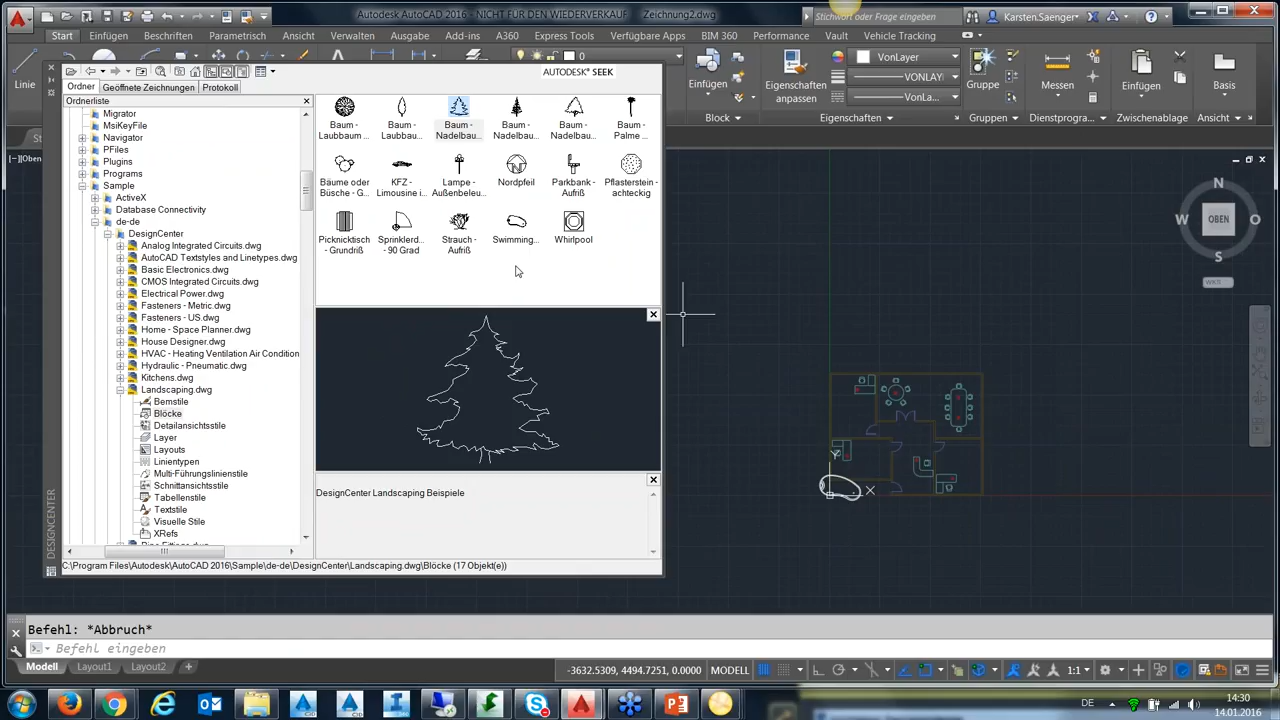 Autodesk AutoCAD 2016 - NICHT FÜR DEN WIEDERVERKAUF Zeichnung2.dwg
Stichwort oder Frage eingeben
Karsten.Saenger
Start Einfügen Beschriften Parametrisch Ansicht Verwalten Ausgabe Add-ins A360 Express Tools Verfügbare Apps BIM 360 Performance Vault Vehicle Tracking
0
VonLayer
VONLAY
VonLa...
Linie
Einfügen
Eigenschaften anpassen
Gruppe
Messen
Einfügen
Basis
Block
Eigenschaften
Gruppen
Dienstprog...
Zwischenablage
Ansicht
AUTODESK® SEEK
Ordner Geöffnete Zeichnungen Protokoll
Ordnerliste
Migrator
MsiKeyFile
Navigator
PFiles
Plugins
Programs
Sample
ActiveX
Database Connectivity
de-de
DesignCenter
Analog Integrated Circuits.dwg
AutoCAD Textstyles and Linetypes.dwg
Basic Electronics.dwg
CMOS Integrated Circuits.dwg
Electrical Power.dwg
Fasteners - Metric.dwg
Fasteners - US.dwg
Home - Space Planner.dwg
House Designer.dwg
HVAC - Heating Ventilation Air Condition
Hydraulic - Pneumatic.dwg
Kitchens.dwg
Landscaping.dwg
Bemstile
Blöcke
Detailansichtsstile
Layer
Layouts
Linientypen
Multi-Führungslinienstile
Schnittansichtsstile
Tabellenstile
Textstile
Visuelle Stile
XRefs
Baum - Laubbaum ...
Baum - Laubbau...
Baum - Nadelbau...
Baum - Nadelbau...
Baum - Nadelbau...
Baum - Palme ...
Bäume oder Büsche - G...
KFZ - Limousine i...
Lampe - Außenbeleu...
Nordpfeil
Parkbank - Aufriß
Pflasterstein - achteckig
Picknicktisch - Grundriß
Sprinklerd... - 90 Grad
Strauch - Aufriß
Swimming...
Whirlpool
DesignCenter Landscaping Beispiele
C:\Program Files\Autodesk\AutoCAD 2016\Sample\de-de\DesignCenter\Landscaping.dwg\Blöcke (17 Objekt(e))
DESIGNCENTER
[–][Oben
N
W OBEN O
S
WKS
Y
Befehl: *Abbruch*
Befehl eingeben
Modell Layout1 Layout2 +
-3632.5309, 4494.7251, 0.0000 MODELL
1:1
DE
14:30
14.01.2016